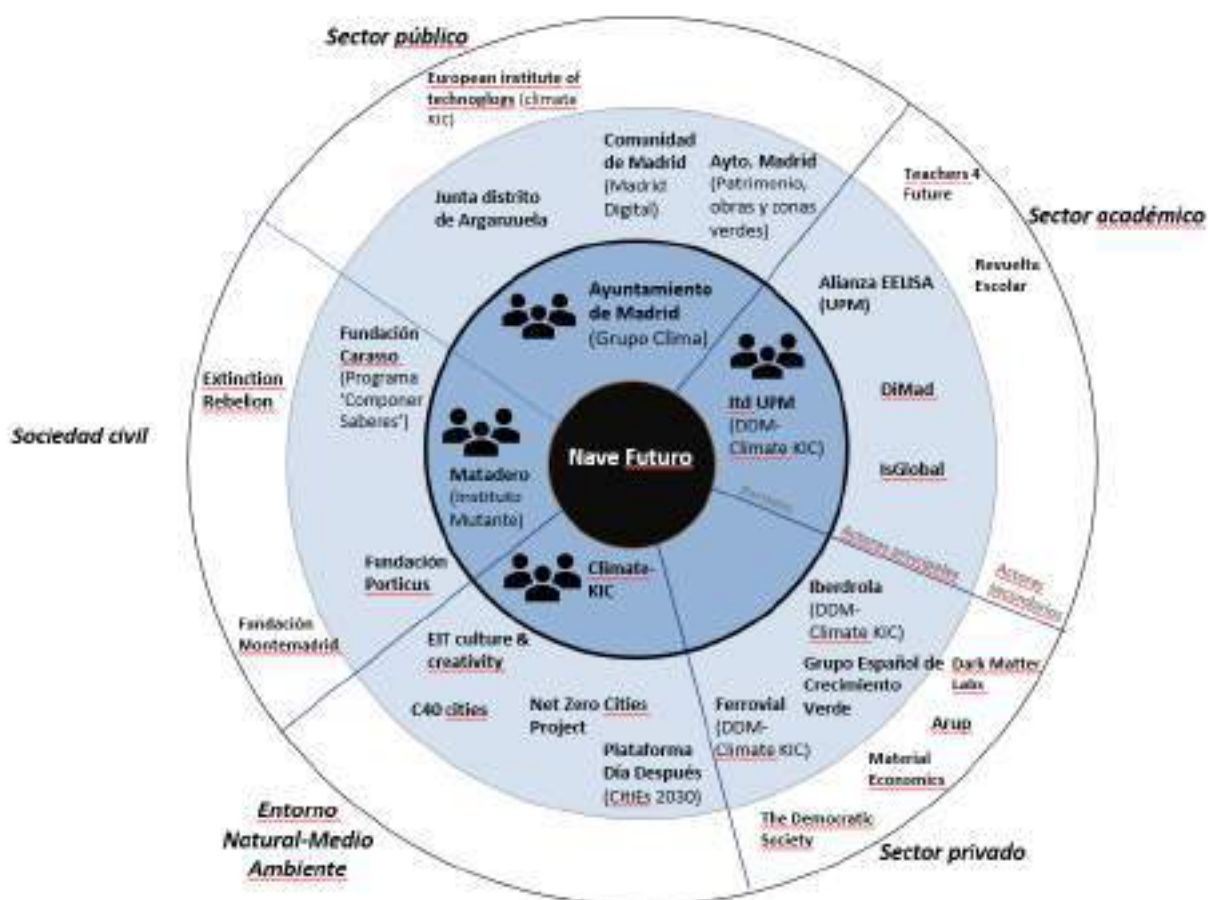 Sector público
European institute of
technoglogy (climate
KIC)
Comunidad
de Madrid
(Madrid
Digital)
Ayto. Madrid
(Patrimonio,
obras y zonas
verdes)
Junta distrito
de Arganzuela
Teachers 4
Future
Sector académico
Revuelta
Escolar
Alianza EELISA
(UPM)
Ayuntamiento
de Madrid
(Grupo Clima)
Fundación
Carasso
(Programa
'Componer
Saberes')
Extinction
Rebelion
Itd UPM
(DDM-
Climate KIC)
DiMad
Sociedad civil
Nave Futuro
IsGlobal
Matadero
(Instituto
Mutante)
Partners
Actores principales
Actores
secundarios
Fundación
Porticus
Climate-
KIC
Iberdrola
(DDM-
Climate KIC)
Fundación
Montemadrid
EIT culture &
creativity
Grupo Español de
Crecimiento
Verde
Dark Matter
Labs
C40 cities
Net Zero Cities
Project
Ferrovial
(DDM-
Climate KIC)
Arup
Plataforma
Día Después
(CitiEs 2030)
Material
Economics
The Democratic
Society
Sector privado
Entorno
Natural-Medio
Ambiente